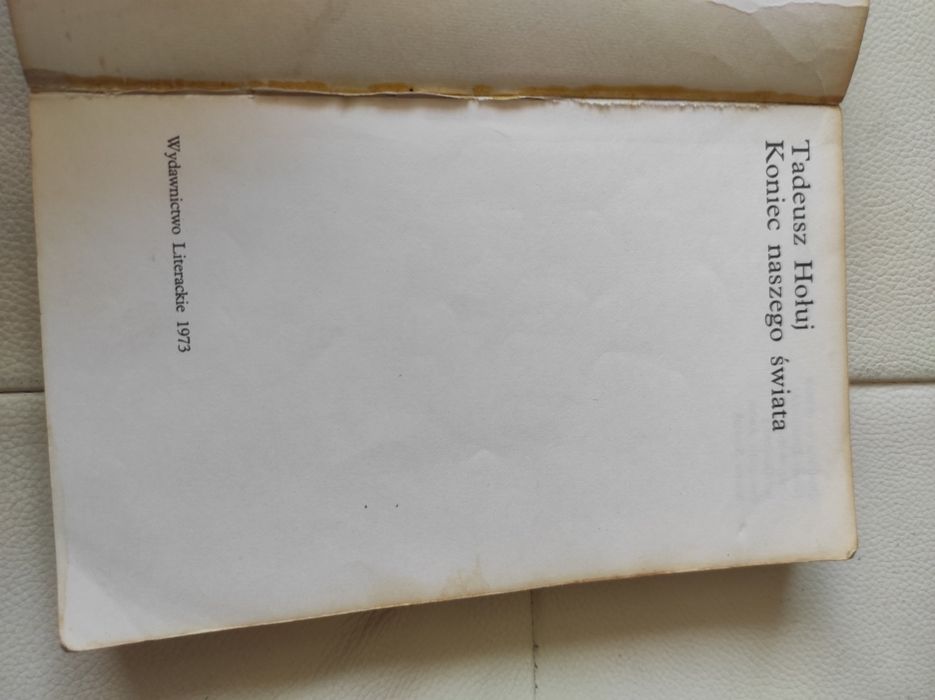 Tadeusz Hołuj
Koniec naszego świata
Wydawnictwo Literackie 1973